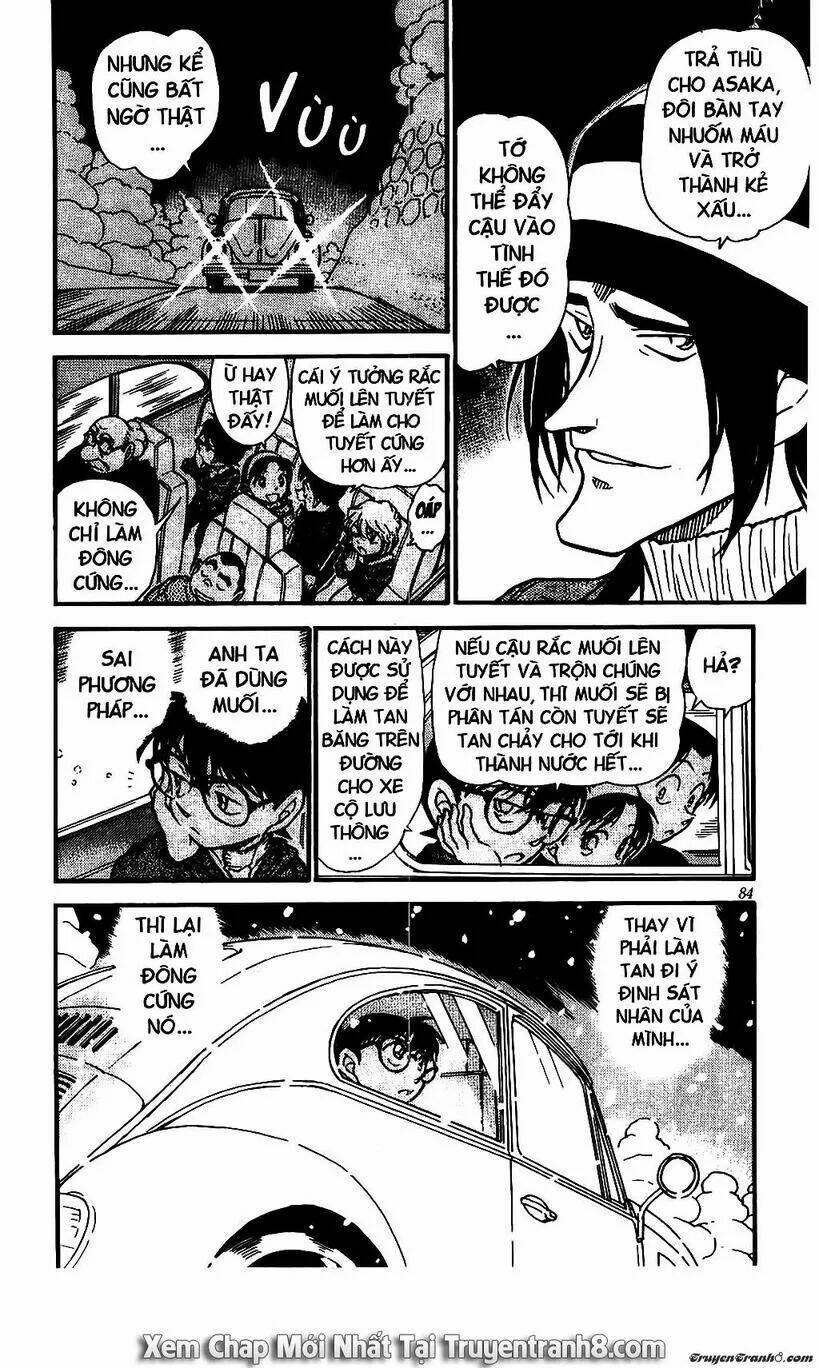 TRẢ THÙ
CHO ASAKA,
ĐÔI BÀN TAY
NHUỐM MÁU
VÀ TRỞ
THÀNH KẺ
XẤU...
TỚ
KHÔNG
THỂ ĐẨY
CẬU VÀO
TÌNH
THẾ ĐÓ
ĐƯỢC
...
NHƯNG KỂ
CŨNG BẤT
NGỜ THẬT
...
VÙÙ
CÁI Ý TƯỞNG RẮC
MUỐI LÊN TUYẾT
ĐỂ LÀM CHO
TUYẾT CỨNG
HƠN ẤY...
Ừ HAY
THẬT
ĐẤY!
OÁP
...
KHÔNG
CHỈ LÀM
ĐÔNG
CỨNG...
HẢ?
NẾU CẬU RẮC MUỐI LÊN
TUYẾT VÀ TRỘN CHÚNG
VỚI NHAU, THÌ MUỐI SẼ BỊ
PHÂN TÁN CÒN TUYẾT SẼ
TAN CHẢY CHO TỚI KHI
THÀNH NƯỚC HẾT...
CÁCH NÀY
ĐƯỢC SỬ
DỤNG ĐỂ
LÀM TAN
BĂNG TRÊN
ĐƯỜNG
CHO XE
CỘ LƯU
THÔNG
...
ANH TA
ĐÃ DÙNG
MUỐI...
SAI
PHƯƠNG
PHÁP...
84
THAY VÌ
PHẢI LÀM
TAN ĐI Ý
ĐỊNH SÁT
NHÂN CỦA
MÌNH...
THÌ LẠI
LÀM
ĐÔNG
CỨNG
NÓ...
Xem Chap Mới Nhất Tại Truyentranh8.com
TruyenTranh8.com